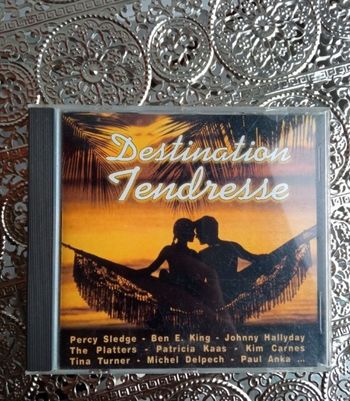 Destination
Tendresse
Percy Sledge - Ben E. King - Johnny Hallyday
The Platters - Patricia Kaas - Kim Carnes
Tina Turner - Michel Delpech - Paul Anka ...